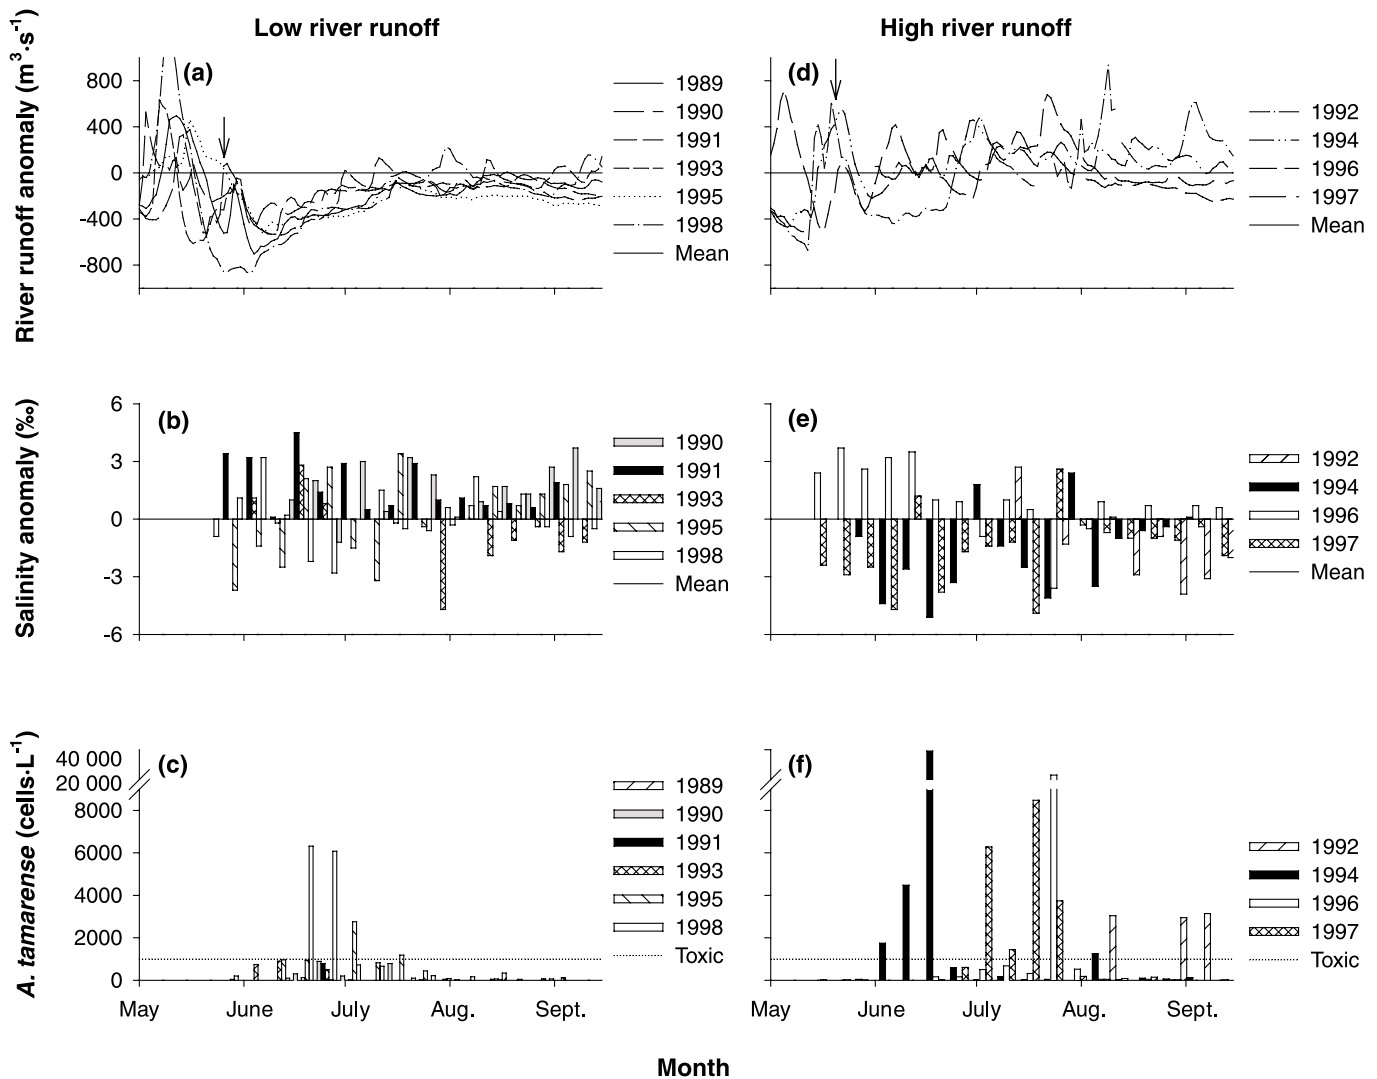 Low river runoff
High river runoff
River runoff anomaly (m³·s⁻¹)
(a)
800
400
0
-400
-800
1989
1990
1991
1993
1995
1998
Mean
(d)
1992
1994
1996
1997
Mean
Salinity anomaly (‰)
6
3
0
-3
-6
(b)
1990
1991
1993
1995
1998
Mean
(e)
1992
1994
1996
1997
Mean
A. tamarense (cells·L⁻¹)
40 000
20 000
8000
6000
4000
2000
0
(c)
1989
1990
1991
1993
1995
1998
Toxic
(f)
1992
1994
1996
1997
Toxic
May June July Aug. Sept.
May June July Aug. Sept.
Month